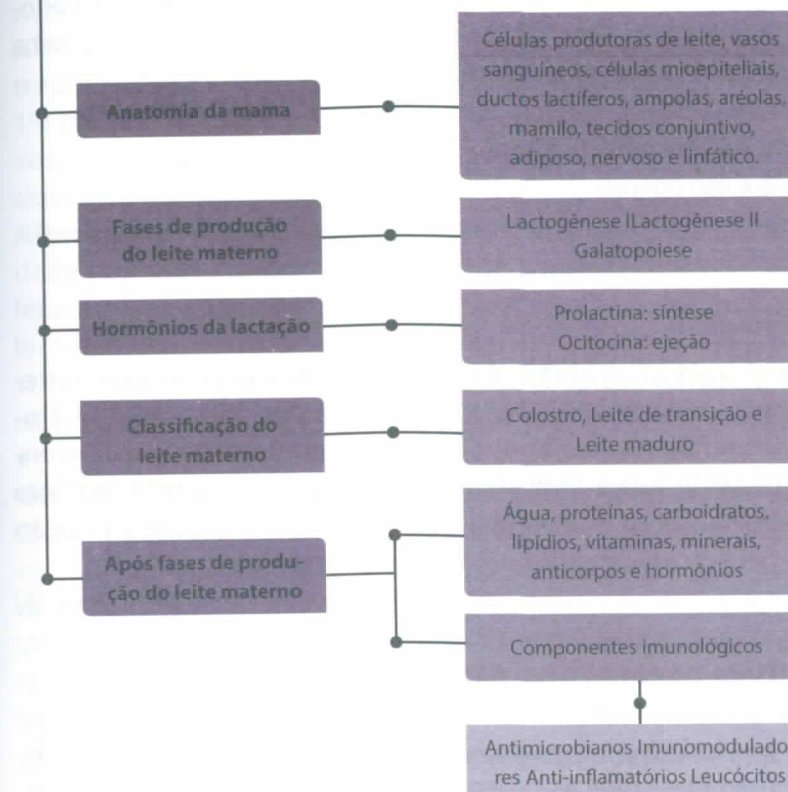 Anatomia da mama
Células produtoras de leite, vasos
sanguíneos, células mioepiteliais,
ductos lactíferos, ampolas, aréolas,
mamilo, tecidos conjuntivo,
adiposo, nervoso e linfático.
Fases de produção
do leite materno
Lactogênese ILactogênese II
Galatopoiese
Hormônios da lactação
Prolactina: síntese
Ocitocina: ejeção
Classificação do
leite materno
Colostro, Leite de transição e
Leite maduro
Após fases de produ-
ção do leite materno
Água, proteínas, carboidratos,
lipídios, vitaminas, minerais,
anticorpos e hormônios
Componentes imunológicos
Antimicrobianos Imunomodulado
res Anti-inflamatórios Leucócitos